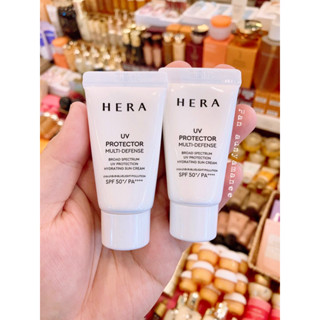 HERA
UV
PROTECTOR
MULTI-DEFENSE
BROAD SPECTRUM
UV PROTECTION
HYDRATING SUN CREAM
SPF 50+/ PA++++
HERA
UV
PROTECTOR
MULTI-DEFENSE
BROAD SPECTRUM
UV PROTECTION
HYDRATING SUN CREAM
SPF 50+/ PA++++